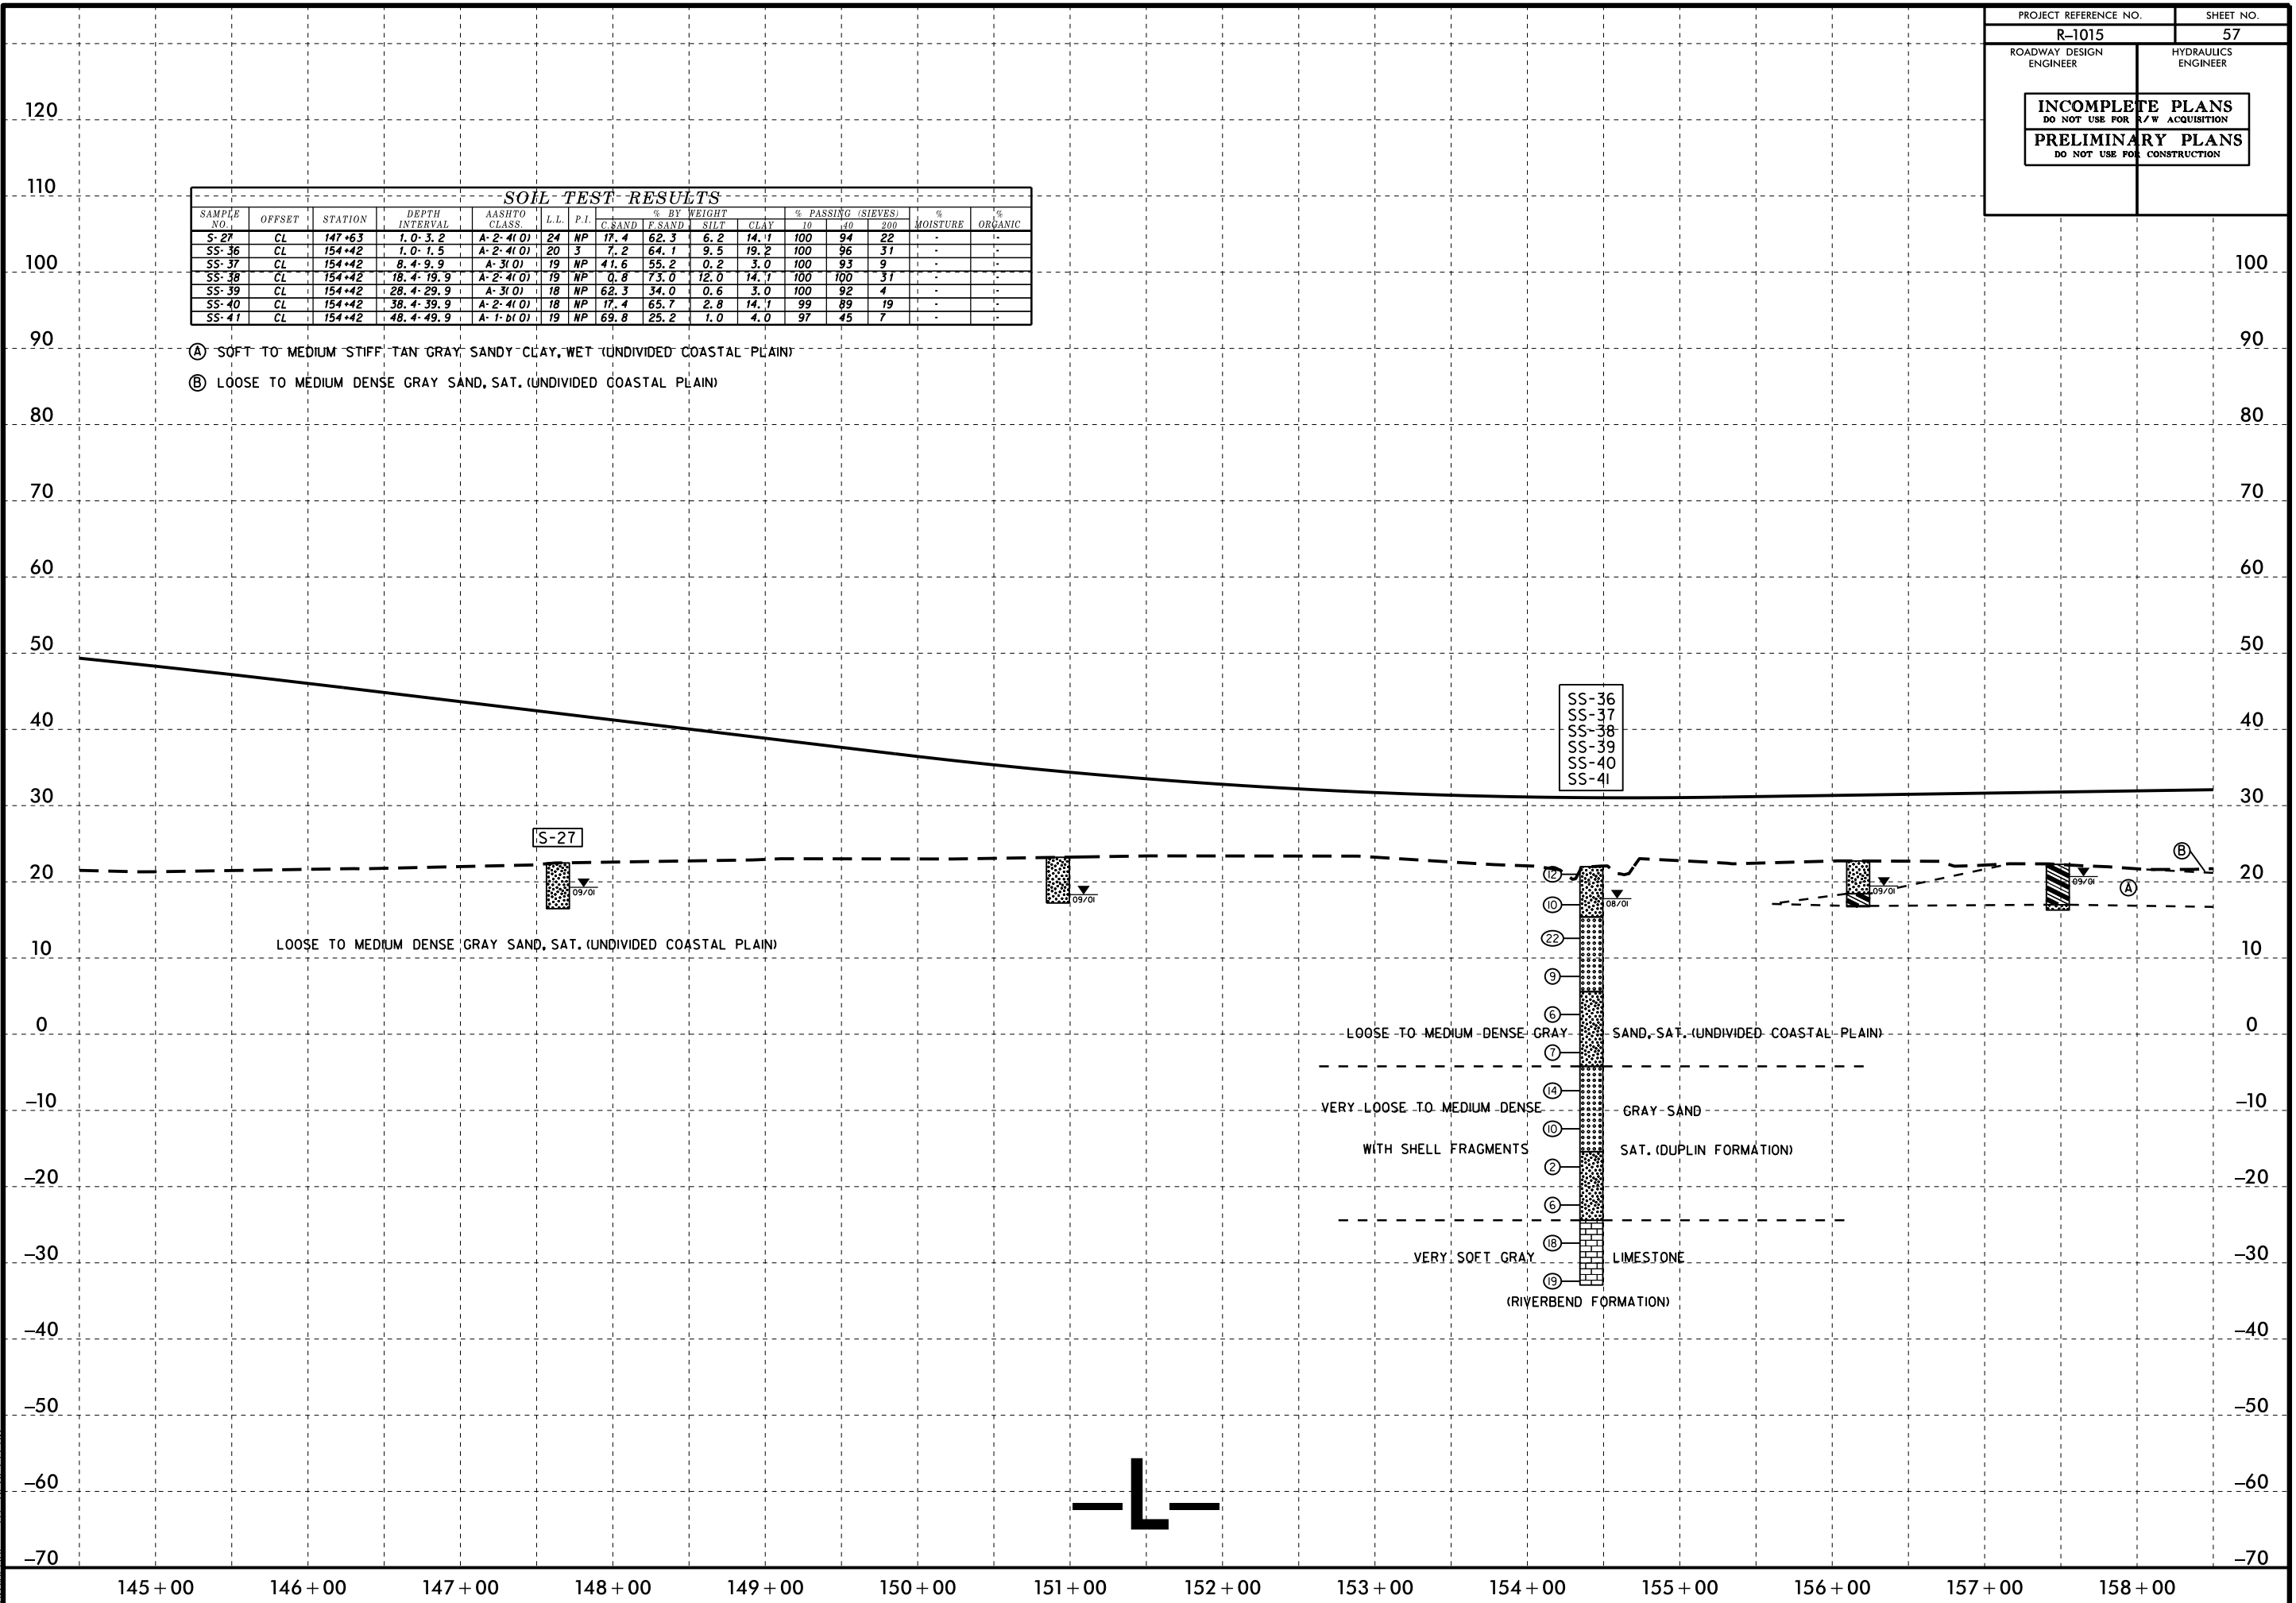 PROJECT REFERENCE NO. SHEET NO.
R-1015 57
ROADWAY DESIGN ENGINEER HYDRAULICS ENGINEER
INCOMPLETE PLANS
DO NOT USE FOR R/W ACQUISITION
PRELIMINARY PLANS
DO NOT USE FOR CONSTRUCTION
SOIL TEST RESULTS
SAMPLE NO. OFFSET STATION DEPTH INTERVAL AASHTO CLASS. L.L. P.I. % BY WEIGHT % PASSING (SIEVES) % MOISTURE % ORGANIC
C.SAND F.SAND SILT CLAY 10 40 200
S-27 CL 147+63 1.0-3.2 A-2-4(0) 24 NP 17.4 62.3 6.2 14.1 100 94 22 - -
SS-36 CL 154+42 1.0-1.5 A-2-4(0) 20 3 7.2 64.1 9.5 19.2 100 96 31 - -
SS-37 CL 154+42 8.4-9.9 A-3(0) 19 NP 41.6 55.2 0.2 3.0 100 93 9 - -
SS-38 CL 154+42 18.4-19.9 A-2-4(0) 19 NP 0.8 73.0 12.0 14.1 100 100 31 - -
SS-39 CL 154+42 28.4-29.9 A-3(0) 18 NP 62.3 34.0 0.6 3.0 100 92 4 - -
SS-40 CL 154+42 38.4-39.9 A-2-4(0) 18 NP 17.4 65.7 2.8 14.1 99 89 19 - -
SS-41 CL 154+42 48.4-49.9 A-1-b(0) 19 NP 69.8 25.2 1.0 4.0 97 45 7 - -
A SOFT TO MEDIUM STIFF TAN GRAY SANDY CLAY, WET (UNDIVIDED COASTAL PLAIN)
B LOOSE TO MEDIUM DENSE GRAY SAND, SAT. (UNDIVIDED COASTAL PLAIN)
120
110
100 100
90 90
80 80
70 70
60 60
50 50
40 40
30 30
20 20
10 10
0 0
-10 -10
-20 -20
-30 -30
-40 -40
-50 -50
-60 -60
-70 -70
SS-36
SS-37
SS-38
SS-39
SS-40
SS-41
S-27
09/01
09/01
08/01
09/01
09/01
B
A
12
10
22
9
6
7
14
10
2
6
18
19
LOOSE TO MEDIUM DENSE GRAY SAND, SAT. (UNDIVIDED COASTAL PLAIN)
LOOSE TO MEDIUM DENSE GRAY SAND, SAT. (UNDIVIDED COASTAL PLAIN)
VERY LOOSE TO MEDIUM DENSE GRAY SAND
WITH SHELL FRAGMENTS SAT. (DUPLIN FORMATION)
VERY SOFT GRAY LIMESTONE
(RIVERBEND FORMATION)
-L-
145+00 146+00 147+00 148+00 149+00 150+00 151+00 152+00 153+00 154+00 155+00 156+00 157+00 158+00